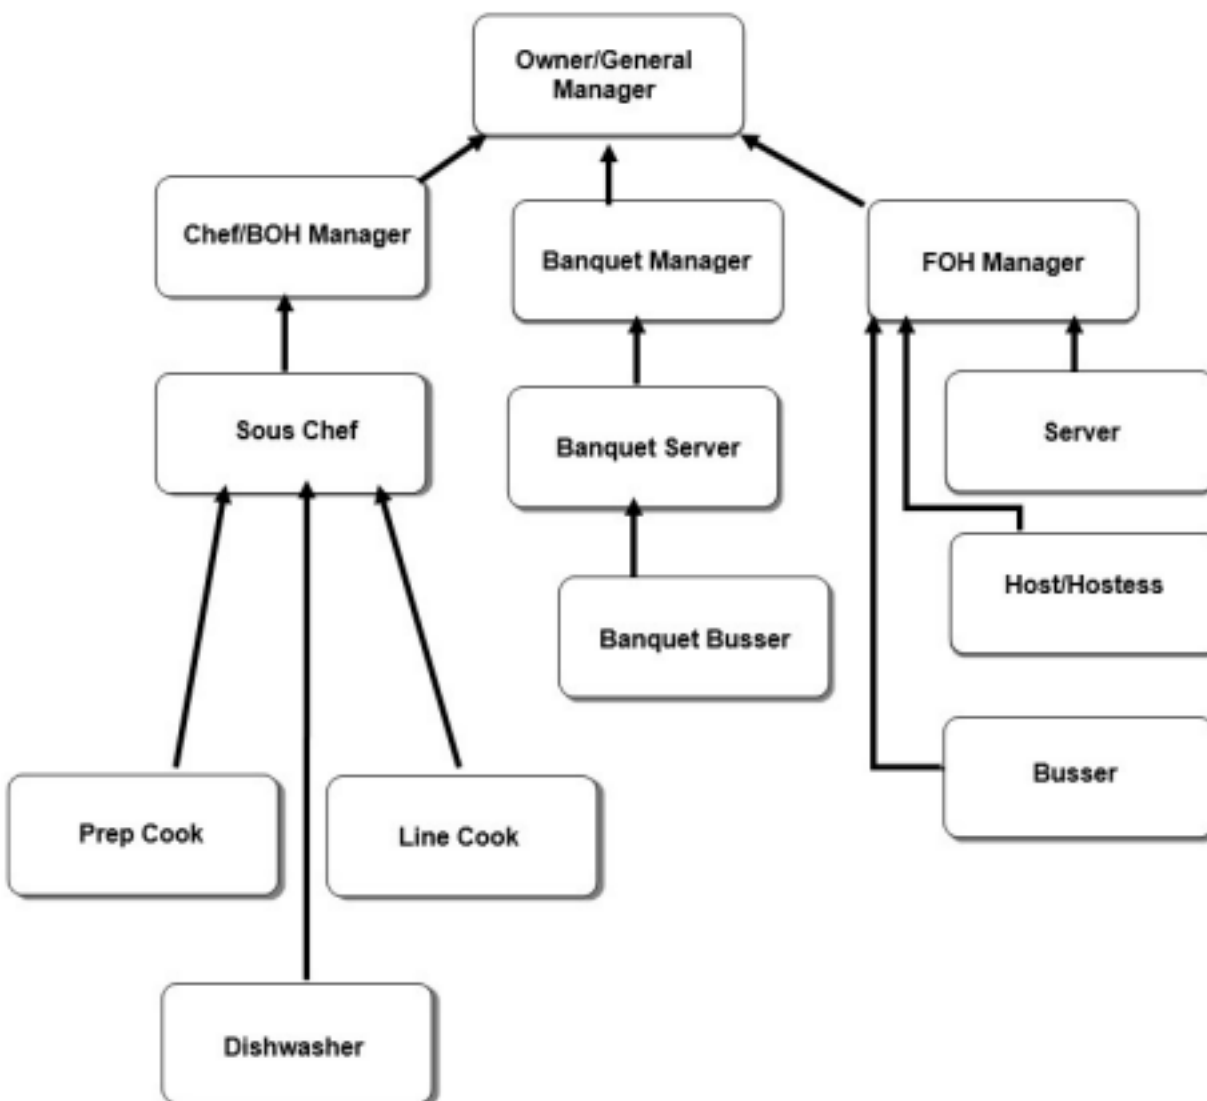 Owner/General
Manager
Chef/BOH Manager
Banquet Manager
FOH Manager
Sous Chef
Banquet Server
Server
Host/Hostess
Banquet Busser
Busser
Prep Cook
Line Cook
Dishwasher